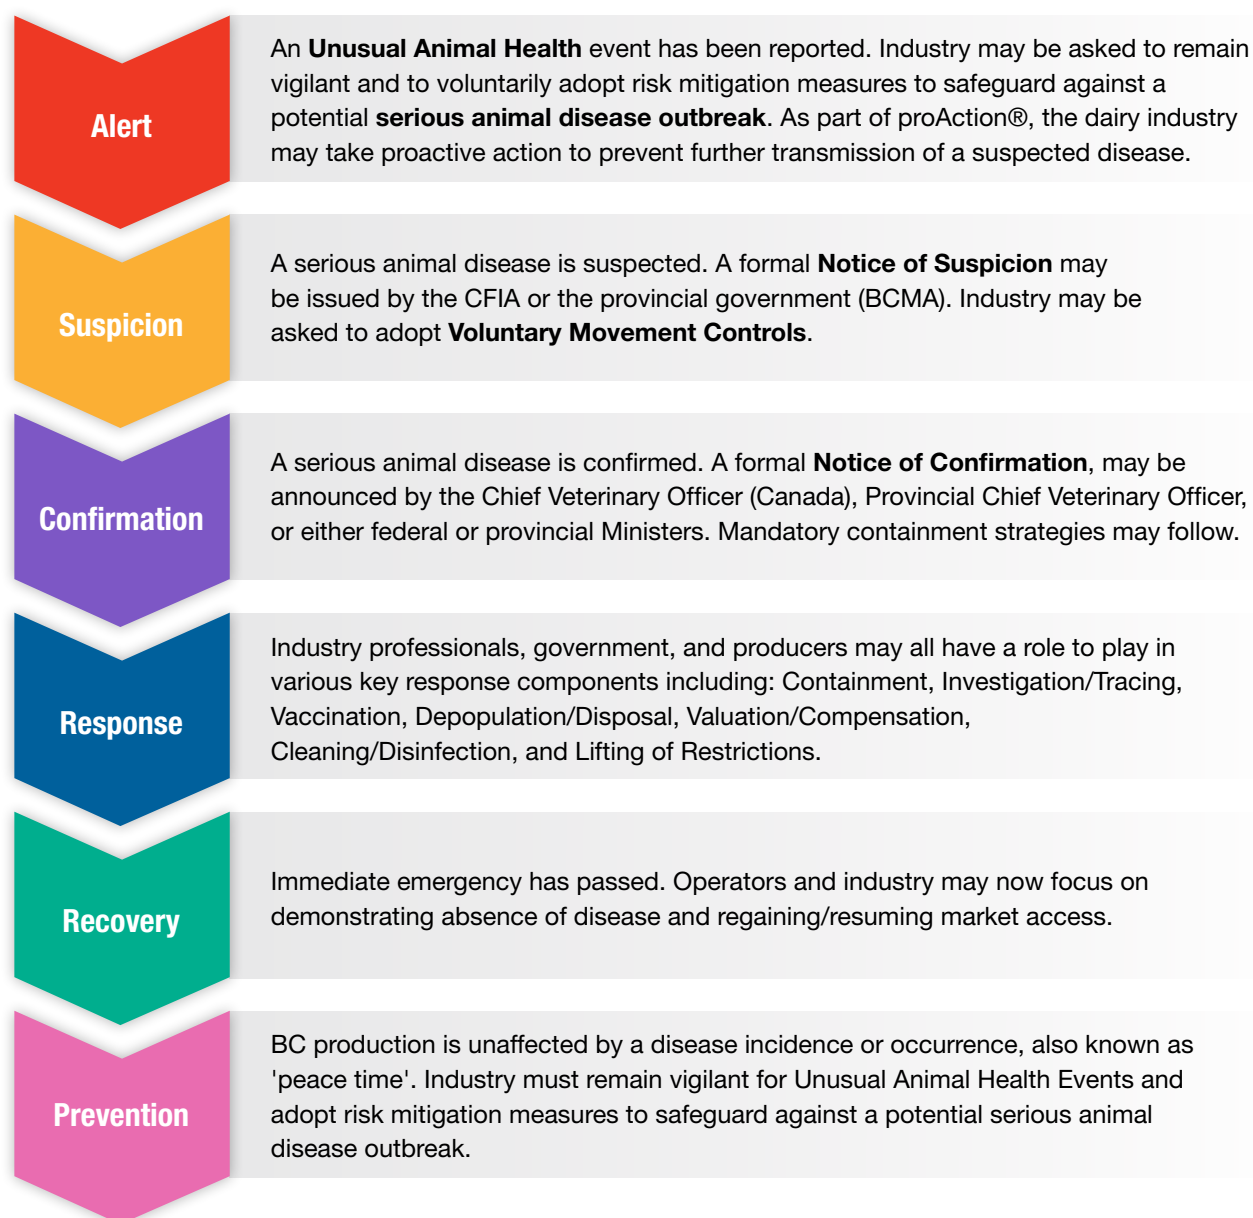 Alert
An Unusual Animal Health event has been reported. Industry may be asked to remain
vigilant and to voluntarily adopt risk mitigation measures to safeguard against a
potential serious animal disease outbreak. As part of proAction®, the dairy industry
may take proactive action to prevent further transmission of a suspected disease.
Suspicion
A serious animal disease is suspected. A formal Notice of Suspicion may
be issued by the CFIA or the provincial government (BCMA). Industry may be
asked to adopt Voluntary Movement Controls.
Confirmation
A serious animal disease is confirmed. A formal Notice of Confirmation, may be
announced by the Chief Veterinary Officer (Canada), Provincial Chief Veterinary Officer,
or either federal or provincial Ministers. Mandatory containment strategies may follow.
Response
Industry professionals, government, and producers may all have a role to play in
various key response components including: Containment, Investigation/Tracing,
Vaccination, Depopulation/Disposal, Valuation/Compensation,
Cleaning/Disinfection, and Lifting of Restrictions.
Recovery
Immediate emergency has passed. Operators and industry may now focus on
demonstrating absence of disease and regaining/resuming market access.
Prevention
BC production is unaffected by a disease incidence or occurrence, also known as
'peace time'. Industry must remain vigilant for Unusual Animal Health Events and
adopt risk mitigation measures to safeguard against a potential serious animal
disease outbreak.